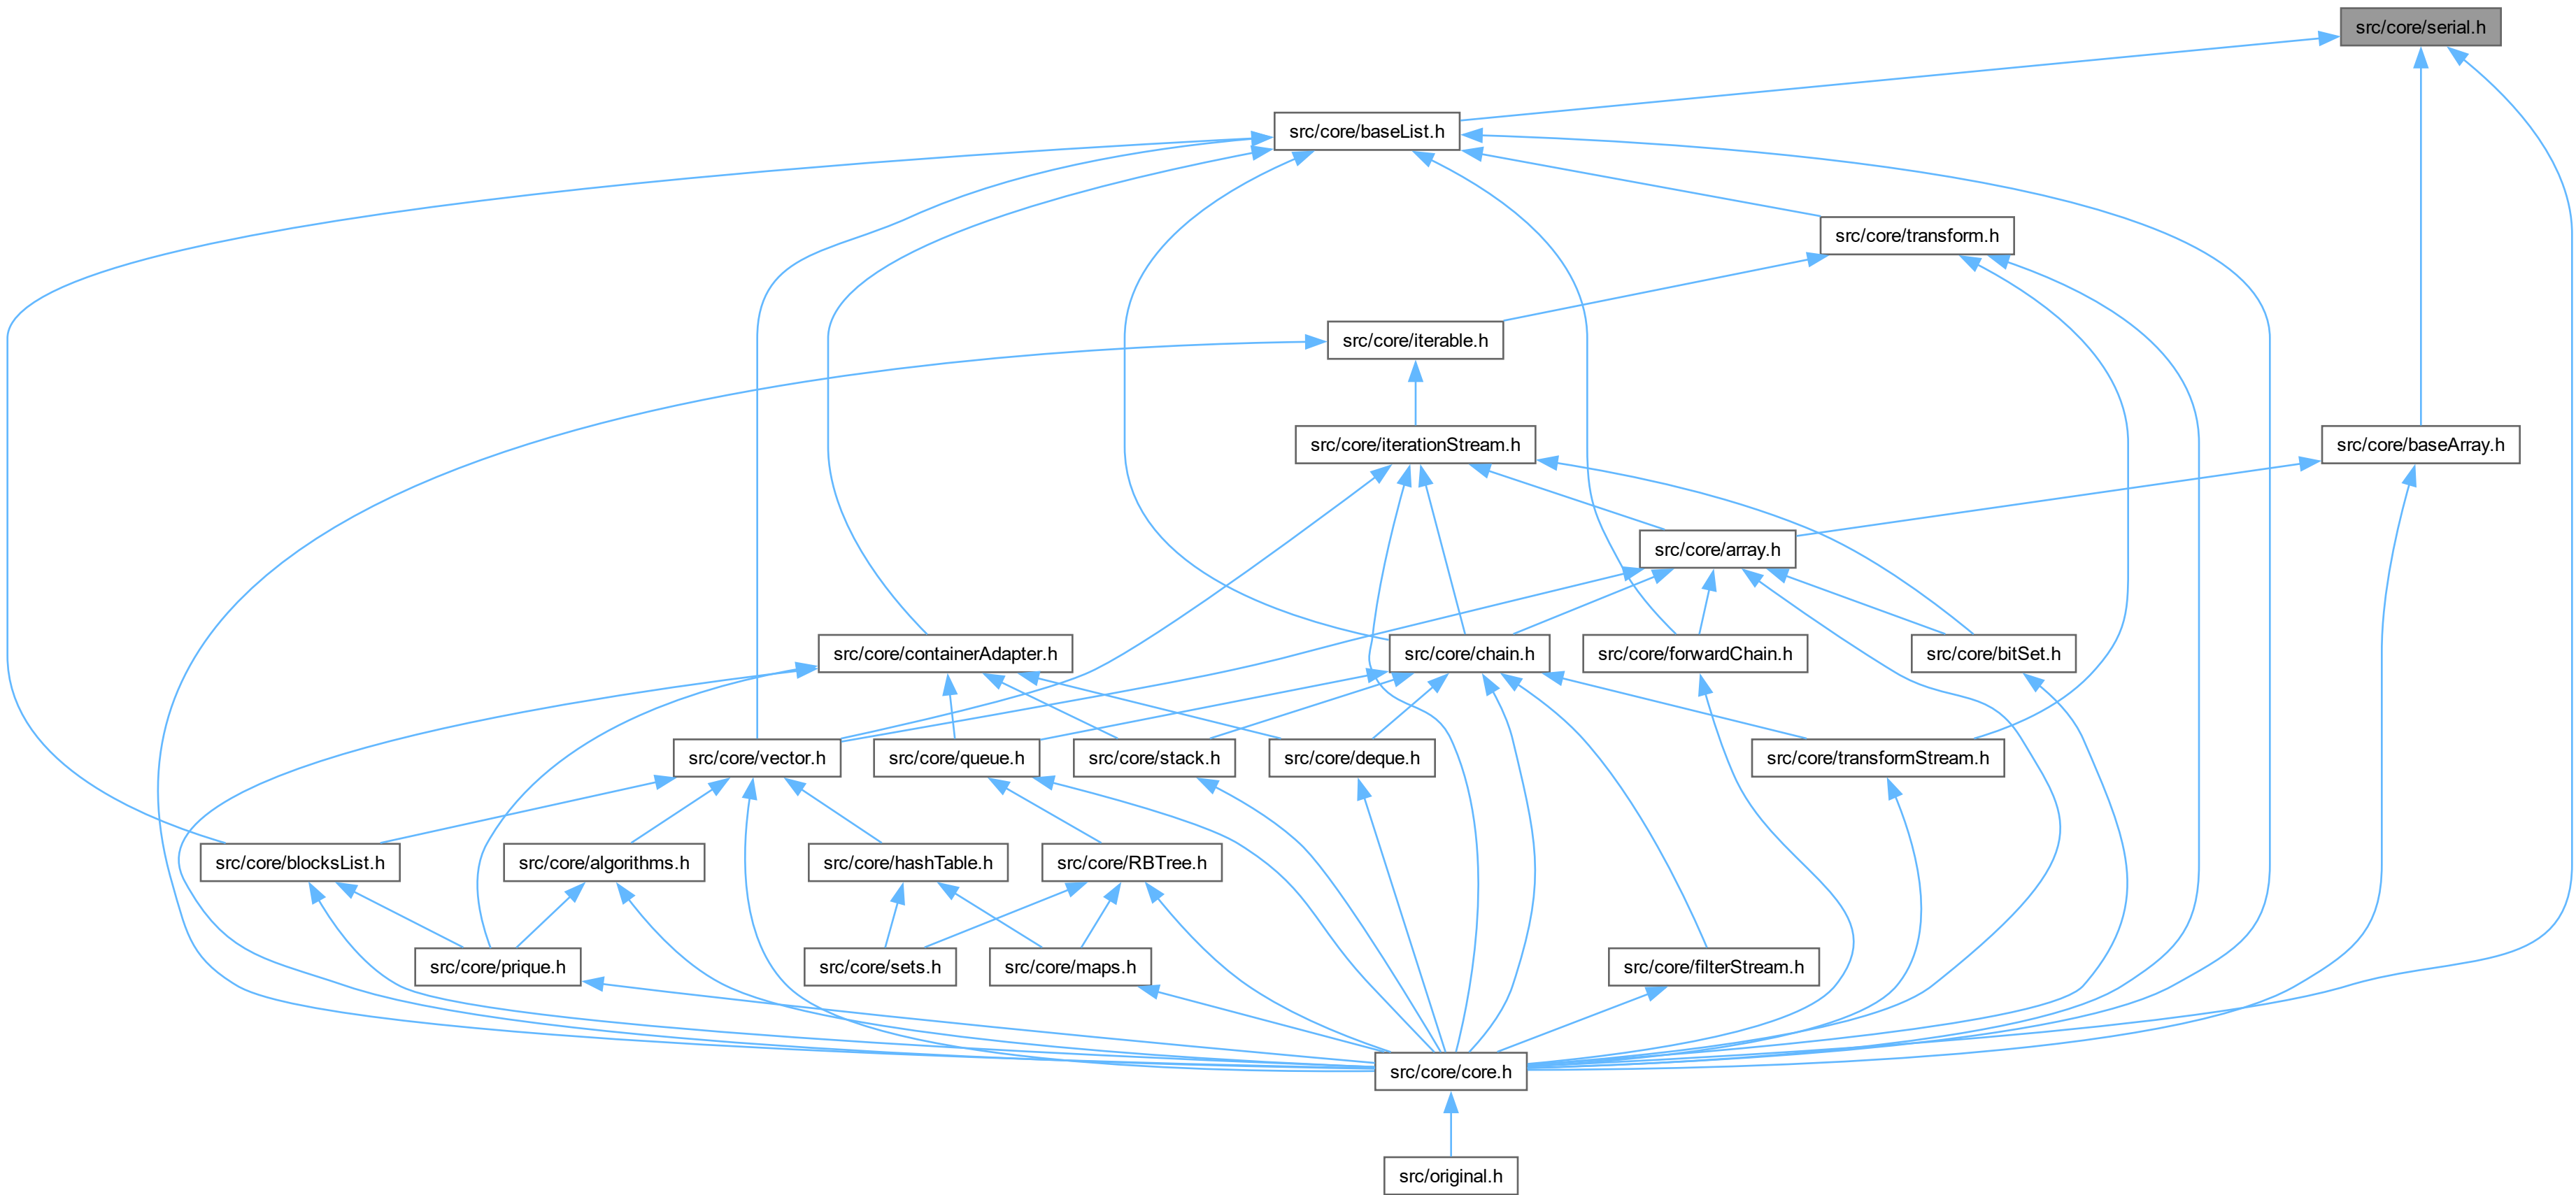 src/core/serial.h
src/core/baseList.h
src/core/transform.h
src/core/iterable.h
src/core/iterationStream.h
src/core/baseArray.h
src/core/array.h
src/core/containerAdapter.h
src/core/chain.h
src/core/forwardChain.h
src/core/bitSet.h
src/core/vector.h
src/core/queue.h
src/core/stack.h
src/core/deque.h
src/core/transformStream.h
src/core/blocksList.h
src/core/algorithms.h
src/core/hashTable.h
src/core/RBTree.h
src/core/prique.h
src/core/sets.h
src/core/maps.h
src/core/filterStream.h
src/core/core.h
src/original.h